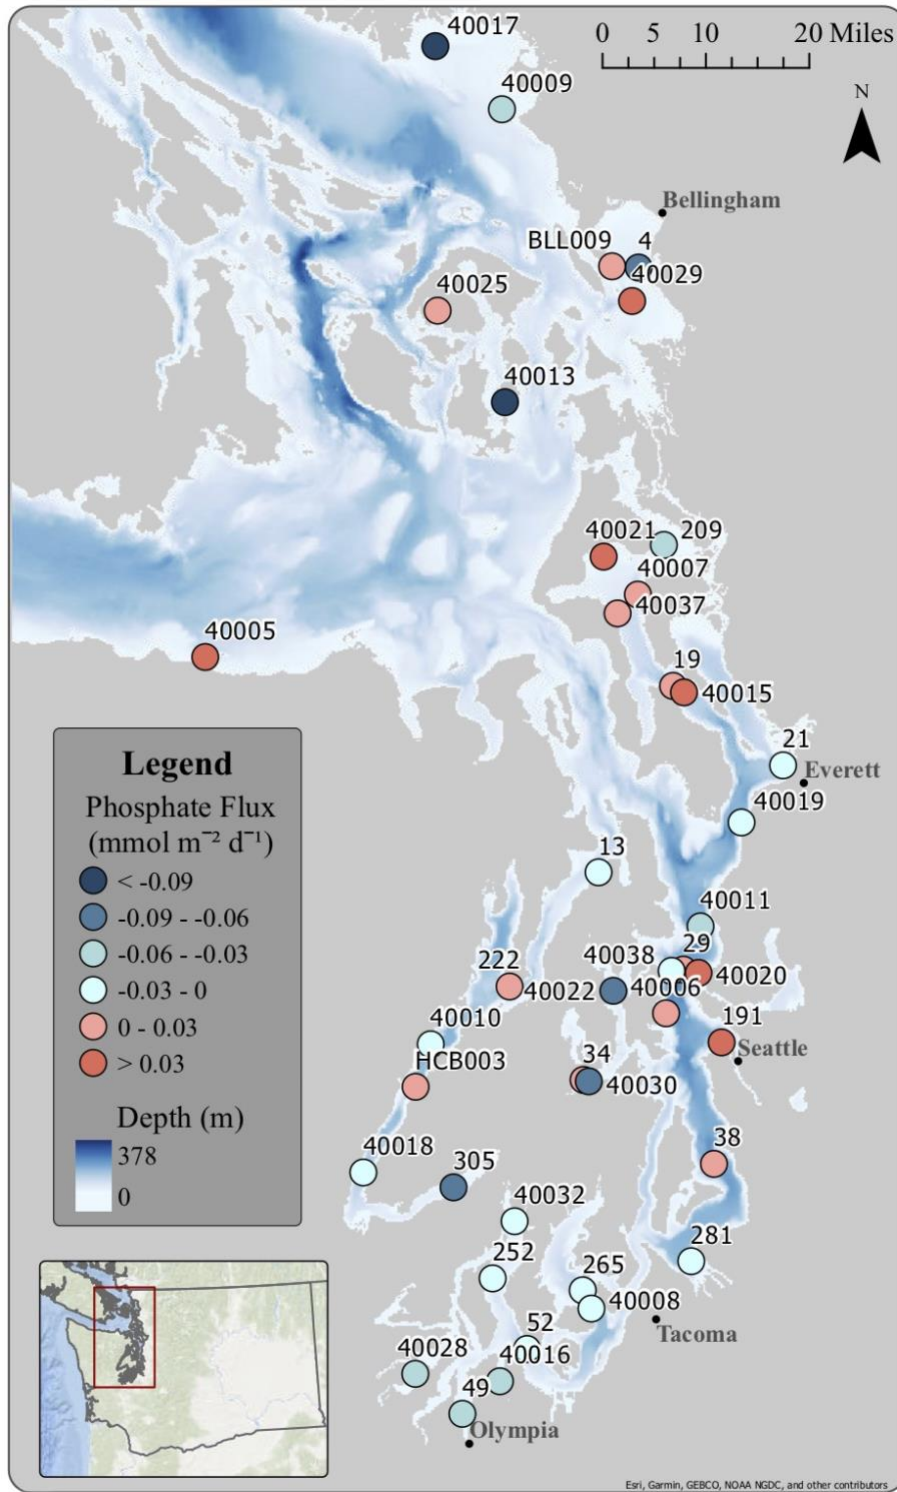 40017
0 5 10 20 Miles
40009
N
Bellingham
BLL009
4
40029
40025
40013
40021
209
40007
40037
40005
19
40015
21
Everett
40019
13
40011
29
40038
40020
222
40022
40006
40010
191
Seattle
HCB003
34
40030
38
40018
305
40032
252
265
281
40008
52
Tacoma
40028
40016
49
Olympia
Legend
Phosphate Flux
(mmol m⁻² d⁻¹)
< -0.09
-0.09 - -0.06
-0.06 - -0.03
-0.03 - 0
0 - 0.03
> 0.03
Depth (m)
378
0
Esri, Garmin, GEBCO, NOAA NGDC, and other contributors